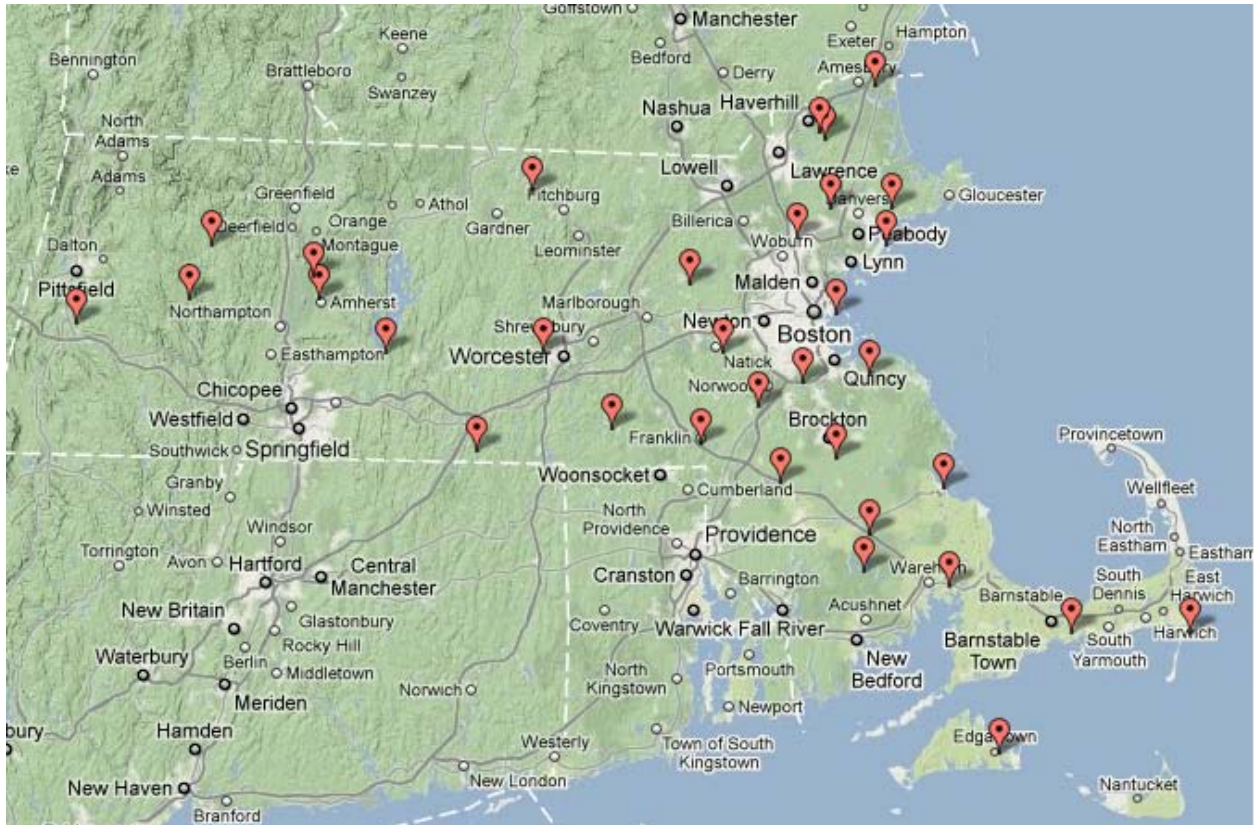 Goffstown
Manchester
Keene
Bedford
Exeter
Hampton
Bennington
Brattleboro
Swanzey
Derry
Amesbury
North
Adams
Nashua
Haverhill
Adams
Lowell
Lawrence
Greenfield
Orange
Athol
Gardner
Fitchburg
Billerica
Danvers
Gloucester
Dalton
Deerfield
Montague
Leominster
Woburn
Peabody
Pittsfield
Lynn
Malden
Northampton
Amherst
Marlborough
Shrewsbury
Newton
Boston
Easthampton
Worcester
Natick
Quincy
Chicopee
Norwood
Westfield
Springfield
Southwick
Franklin
Brockton
Provincetown
Granby
Winsted
Woonsocket
Cumberland
Wellfleet
Windsor
North
Providence
Providence
North
Eastham
Eastham
Torrington
Avon
Hartford
Central
Manchester
Cranston
Barrington
Wareham
Barnstable
South
Dennis
East
Harwich
New Britain
Glastonbury
Coventry
Warwick
Fall River
Acushnet
Harwich
Berlin
Rocky Hill
Barnstable
Town
South
Yarmouth
Waterbury
Middletown
Portsmouth
New
Bedford
Meriden
Norwich
North
Kingstown
Newport
bury
Hamden
Westerly
Town of South
Kingstown
Edgartown
New Haven
New London
Nantucket
Branford